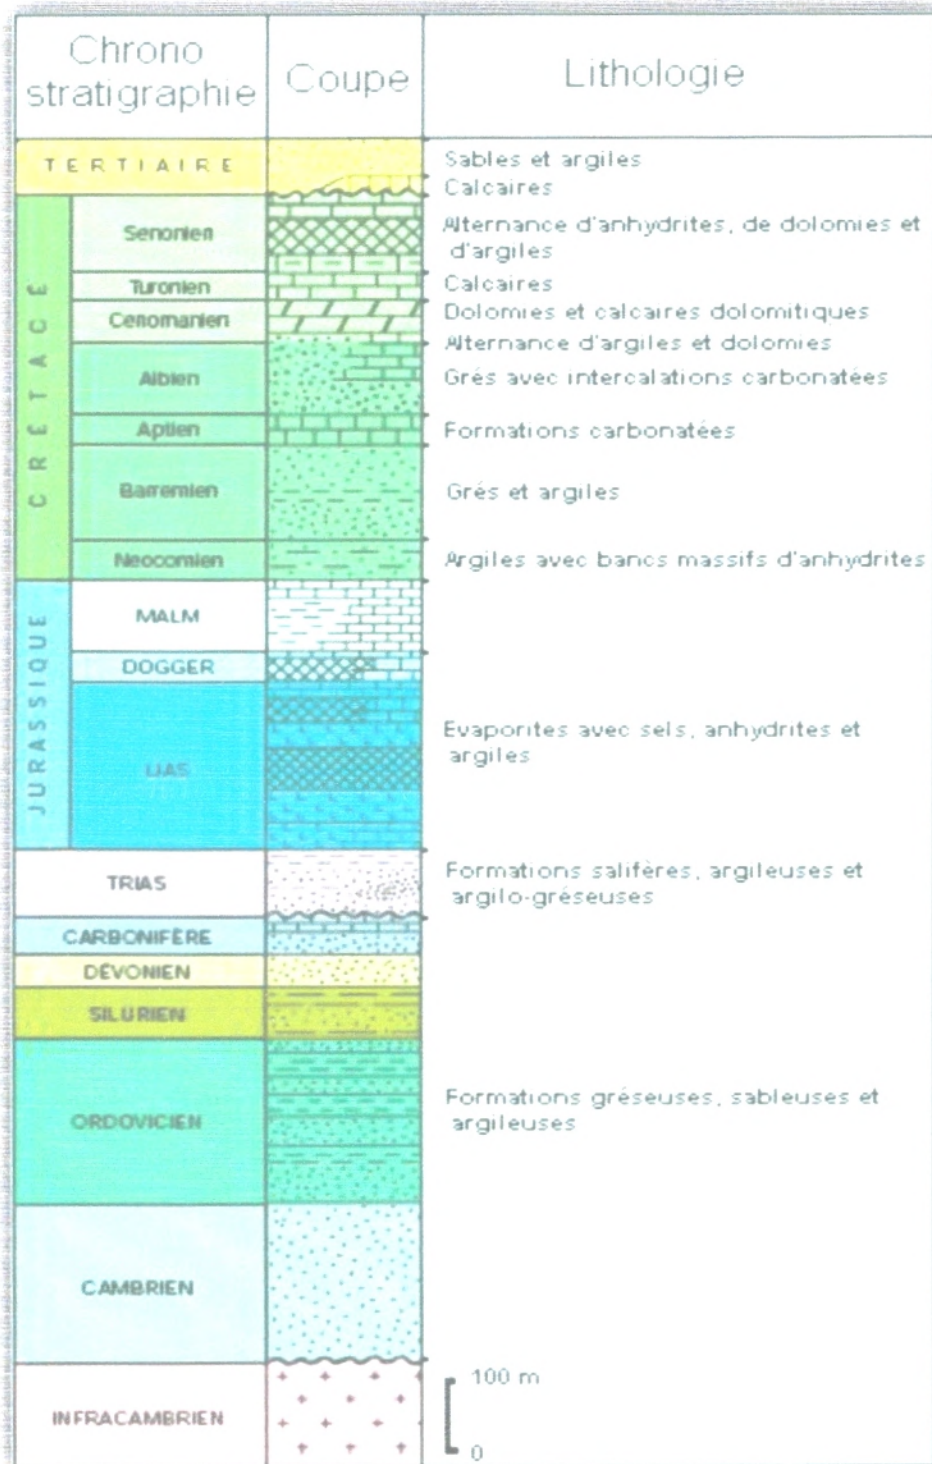 Chrono
stratigraphie
Coupe
Lithologie
TERTIAIRE
Sables et argiles
Calcaires
CRETACÉ
Senonien
Alternance d'anhydrites, de dolomies et
d'argiles
Turonien
Calcaires
Cenomanien
Dolomies et calcaires dolomitiques
Alternance d'argiles et dolomies
Albien
Grés avec intercalations carbonatées
Aptien
Formations carbonatées
Barremien
Grés et argiles
Neocomien
Argiles avec bancs massifs d'anhydrites
JURASSIQUE
MALM
DOGGER
LIAS
Evaporites avec sels, anhydrites et
argiles
TRIAS
Formations salifères, argileuses et
argilo-gréseuses
CARBONIFÈRE
DÉVONIEN
SILURIEN
ORDOVICIEN
Formations gréseuses, sableuses et
argileuses
CAMBRIEN
INFRACAMBRIEN
100 m
0